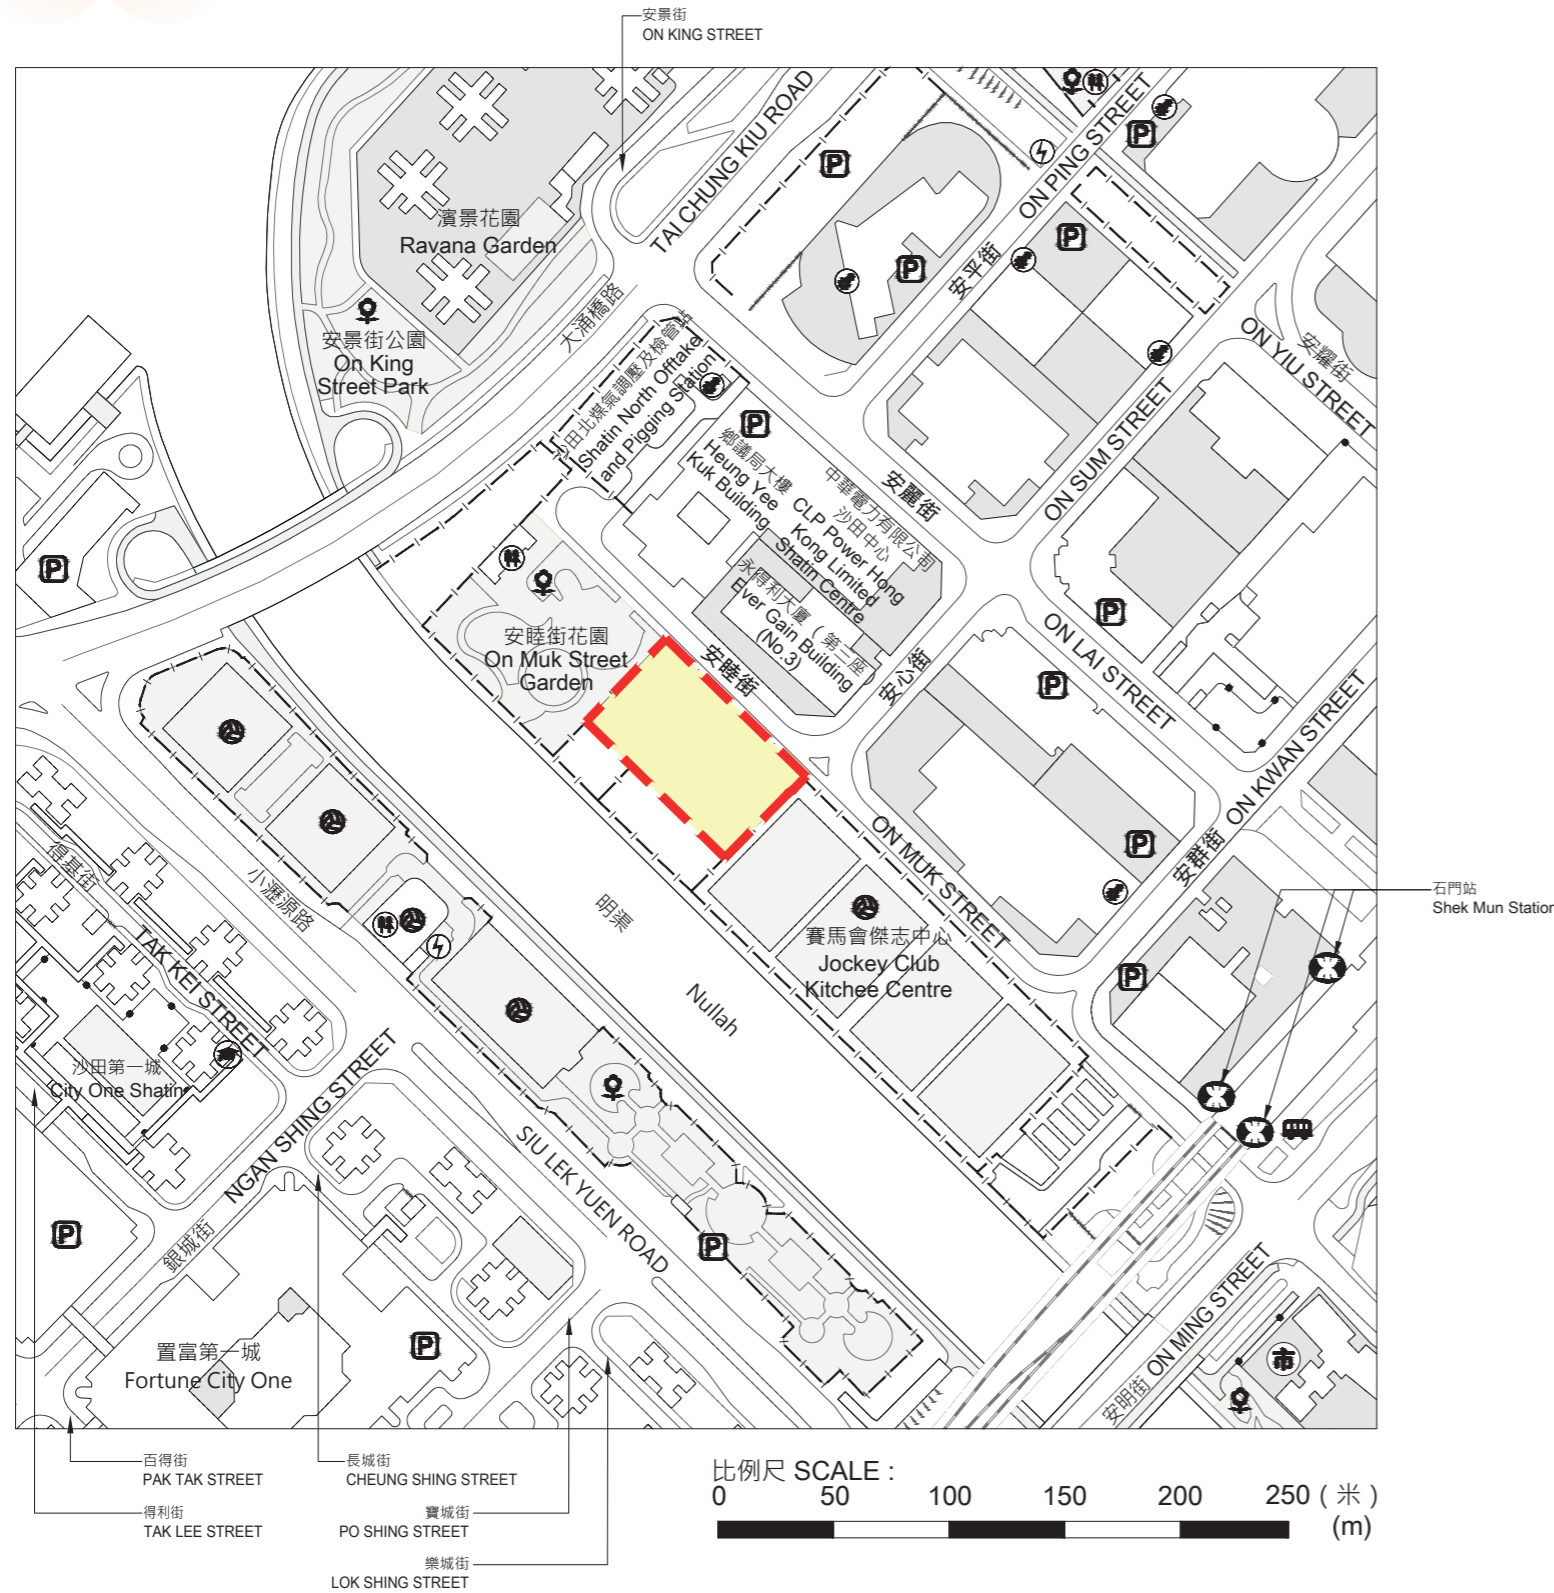 安景街
ON KING STREET
TAI CHUNG KIU ROAD
大涌橋路
濱景花園
Ravana Garden
安景街公園
On King
Street Park
P
P
P
P
ON PING STREET
安平街
沙田北煤氣調壓及檢管站
Shatin North Offtake
and Pigging Station
P
鄉議局大樓
Heung Yee
Kuk Building
中華電力有限公司
沙田中心
CLP Power Hong
Kong Limited
Shatin Centre
永得利大廈(第三座)
Ever Gain Building
(No.3)
安麗街
ON SUM STREET
ON YIU STREET
安耀街
P
P
P
ON LAI STREET
安心街
安睦街
安睦街花園
On Muk Street
Garden
ON MUK STREET
ON KWAN STREET
安群街
P
P
石門站
Shek Mun Station
賽馬會傑志中心
Jockey Club
Kitchee Centre
明渠
Nullah
小瀝源路
得基街
TAK KEI STREET
沙田第一城
City One Shatin
NGAN SHING STREET
銀城街
SIU LEK YUEN ROAD
P
P
P
置富第一城
Fortune City One
安明街 ON MING STREET
市
百得街
PAK TAK STREET
得利街
TAK LEE STREET
長城街
CHEUNG SHING STREET
寶城街
PO SHING STREET
樂城街
LOK SHING STREET
比例尺 SCALE :
0 50 100 150 200 250 ( 米 )
(m)